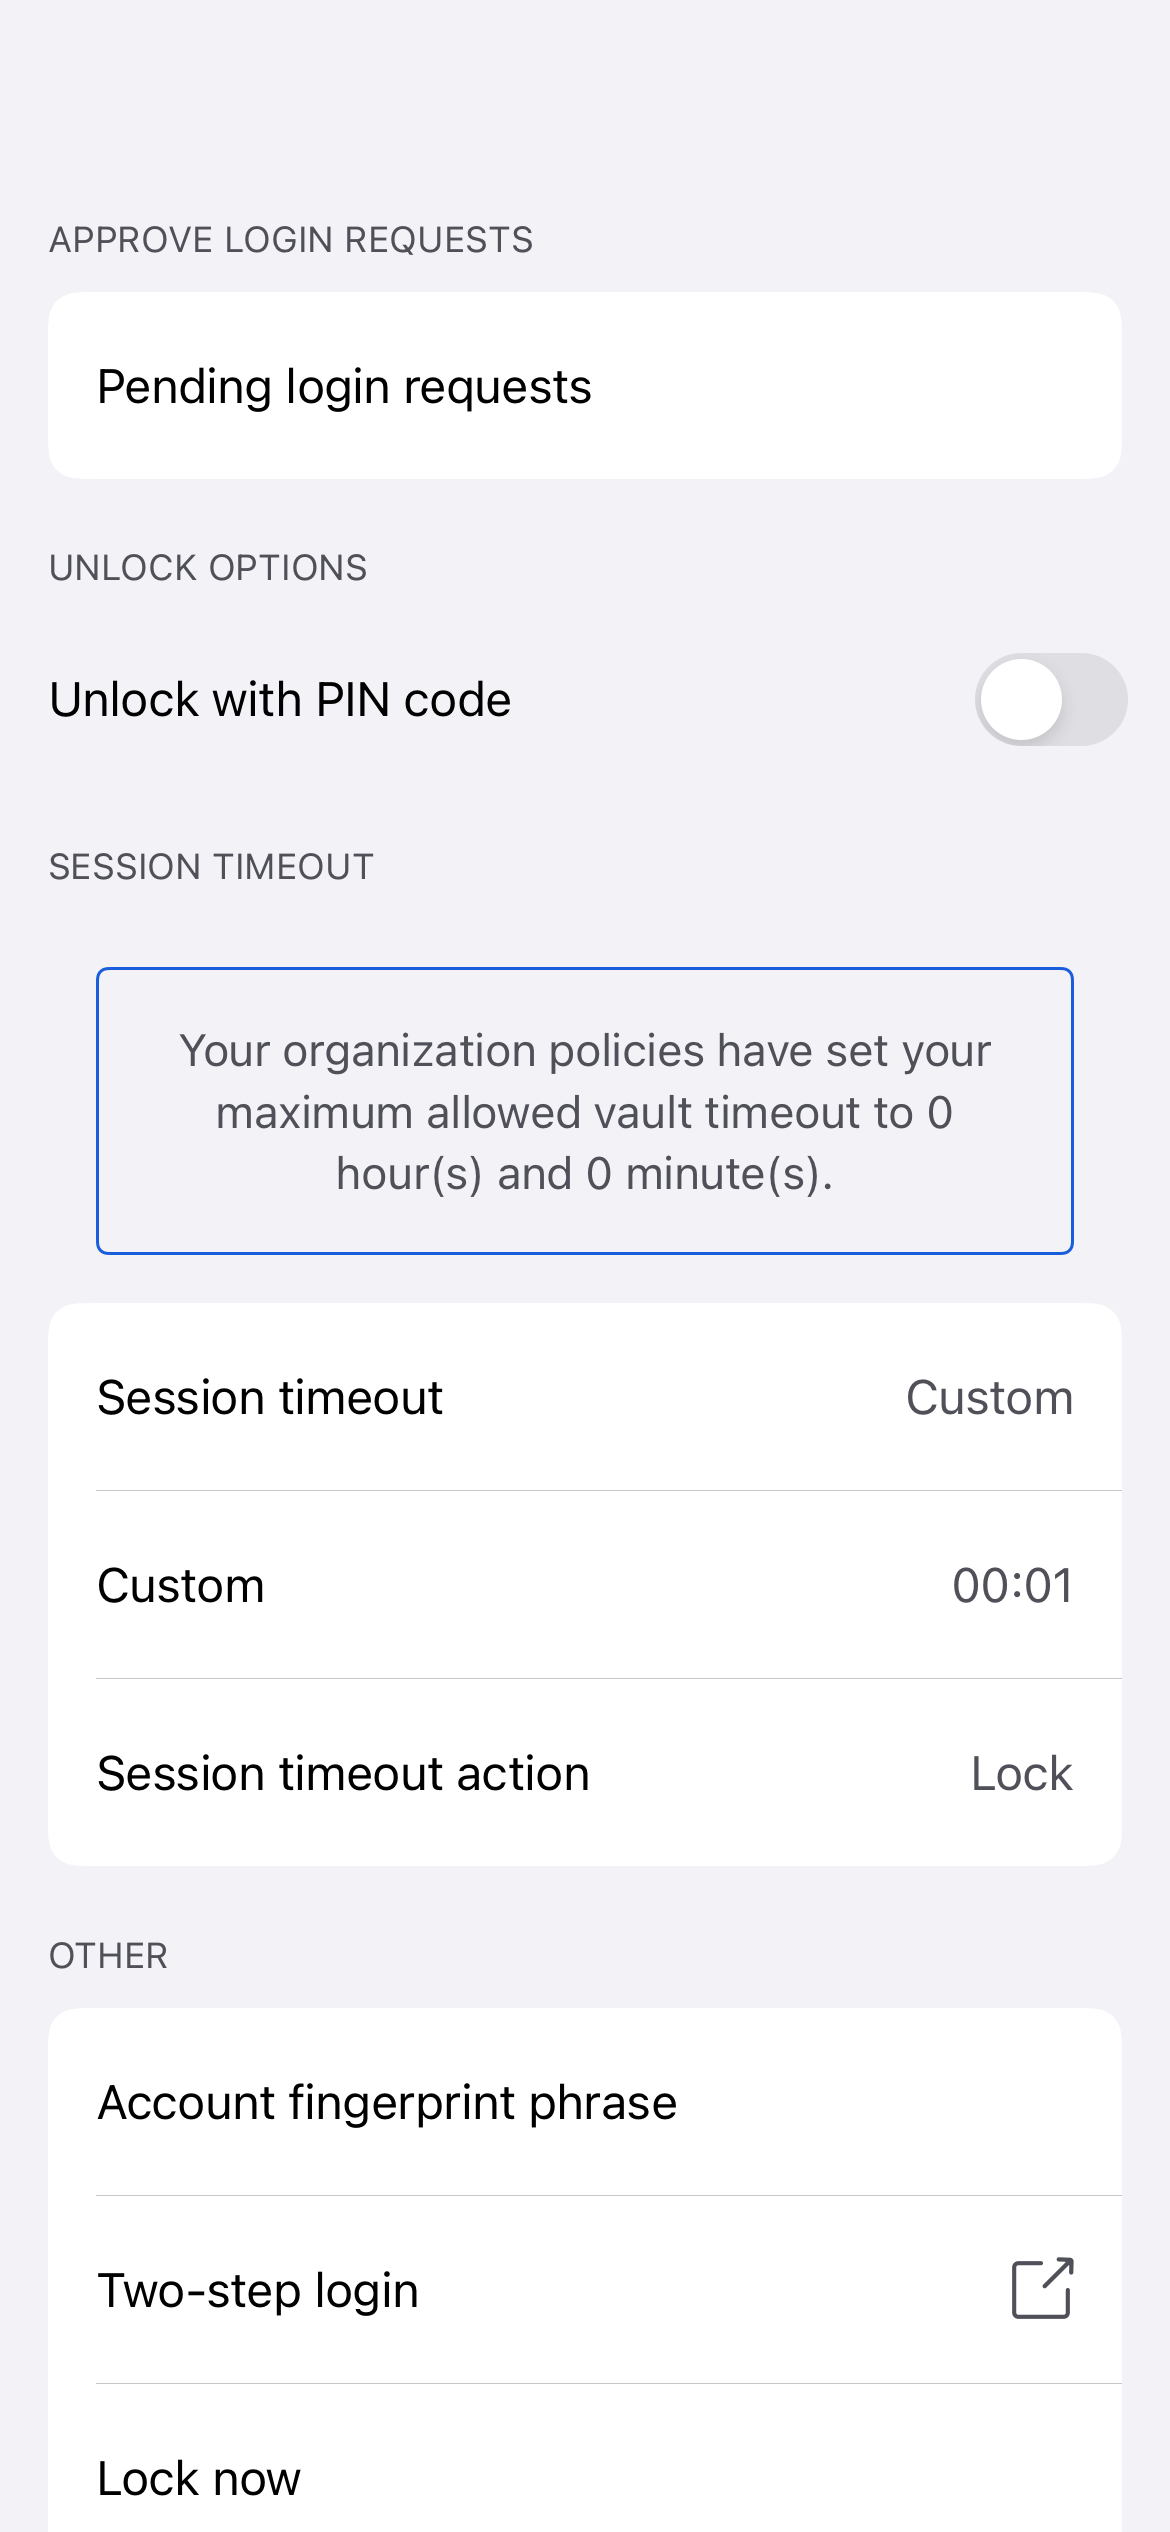 APPROVE LOGIN REQUESTS
Pending login requests
UNLOCK OPTIONS
Unlock with PIN code
SESSION TIMEOUT
Your organization policies have set your
maximum allowed vault timeout to 0
hour(s) and 0 minute(s).
Session timeout Custom
Custom 00:01
Session timeout action Lock
OTHER
Account fingerprint phrase
Two-step login
Lock now